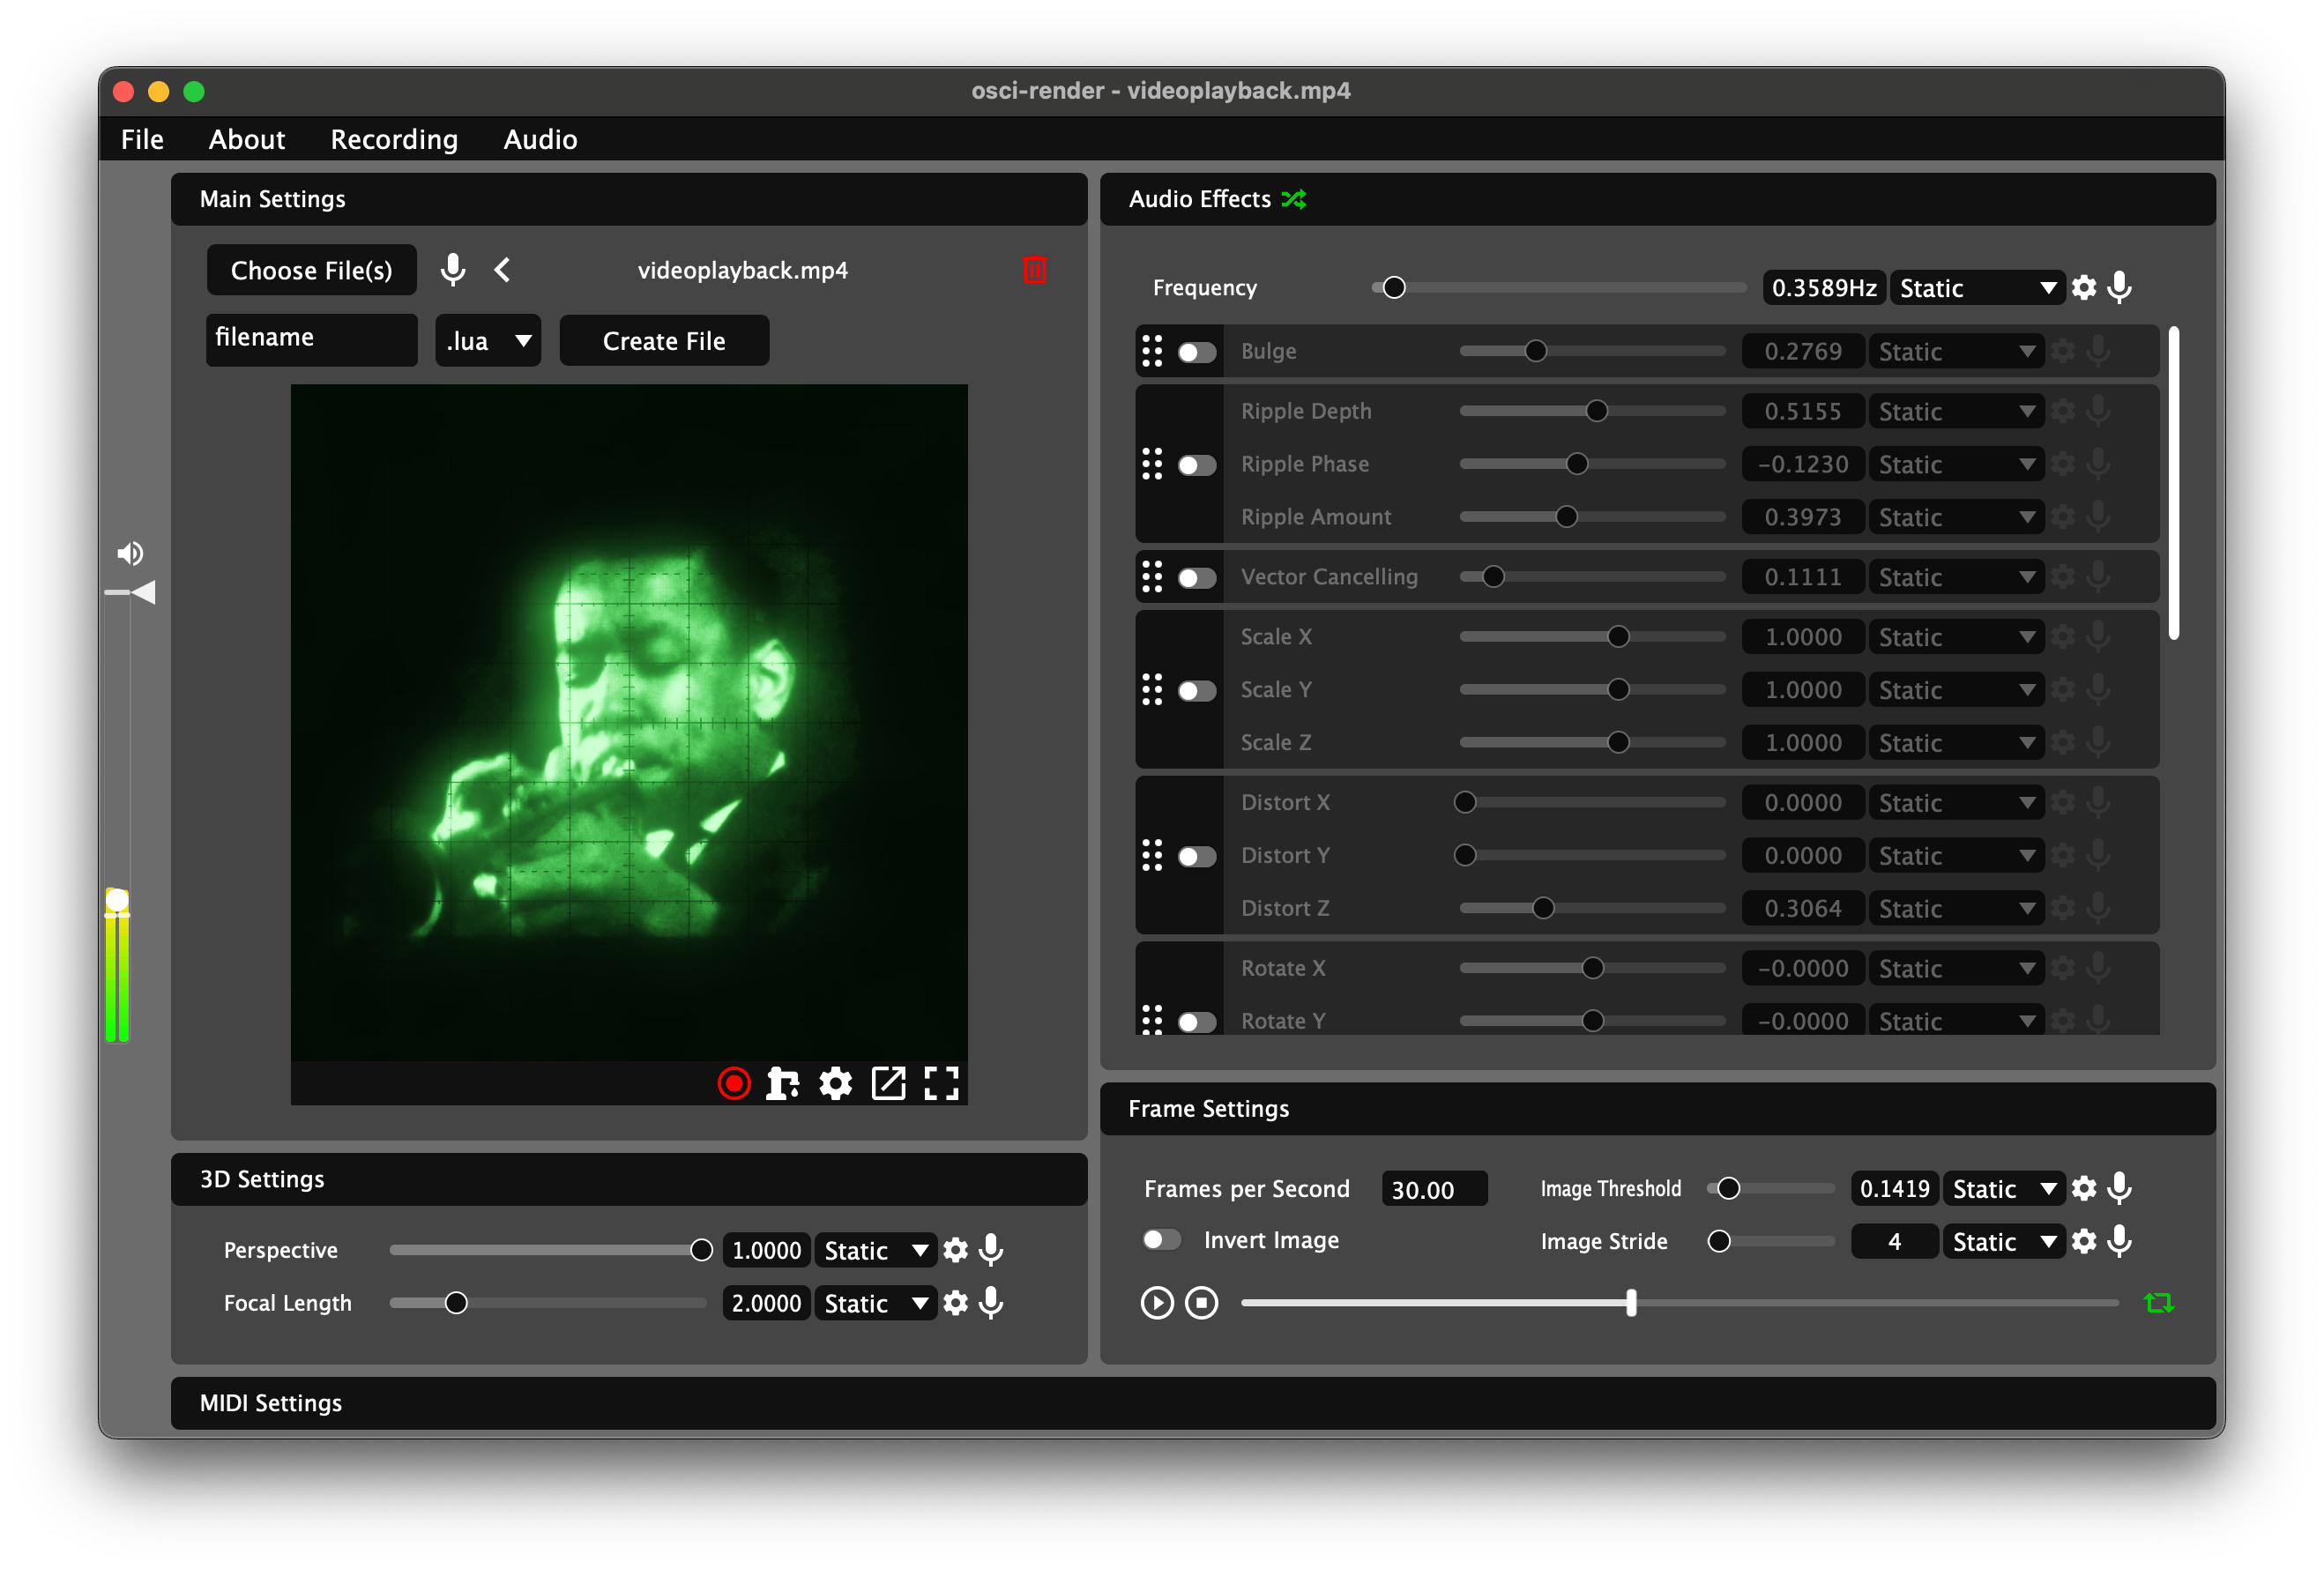 osci-render - videoplayback.mp4
File About Recording Audio
Main Settings
Choose File(s) videoplayback.mp4
filename .lua Create File
Audio Effects
Frequency 0.3589Hz Static
Bulge 0.2769 Static
Ripple Depth 0.5155 Static
Ripple Phase -0.1230 Static
Ripple Amount 0.3973 Static
Vector Cancelling 0.1111 Static
Scale X 1.0000 Static
Scale Y 1.0000 Static
Scale Z 1.0000 Static
Distort X 0.0000 Static
Distort Y 0.0000 Static
Distort Z 0.3064 Static
Rotate X -0.0000 Static
Rotate Y -0.0000 Static
3D Settings
Perspective 1.0000 Static
Focal Length 2.0000 Static
Frame Settings
Frames per Second 30.00 Image Threshold 0.1419 Static
Invert Image Image Stride 4 Static
MIDI Settings